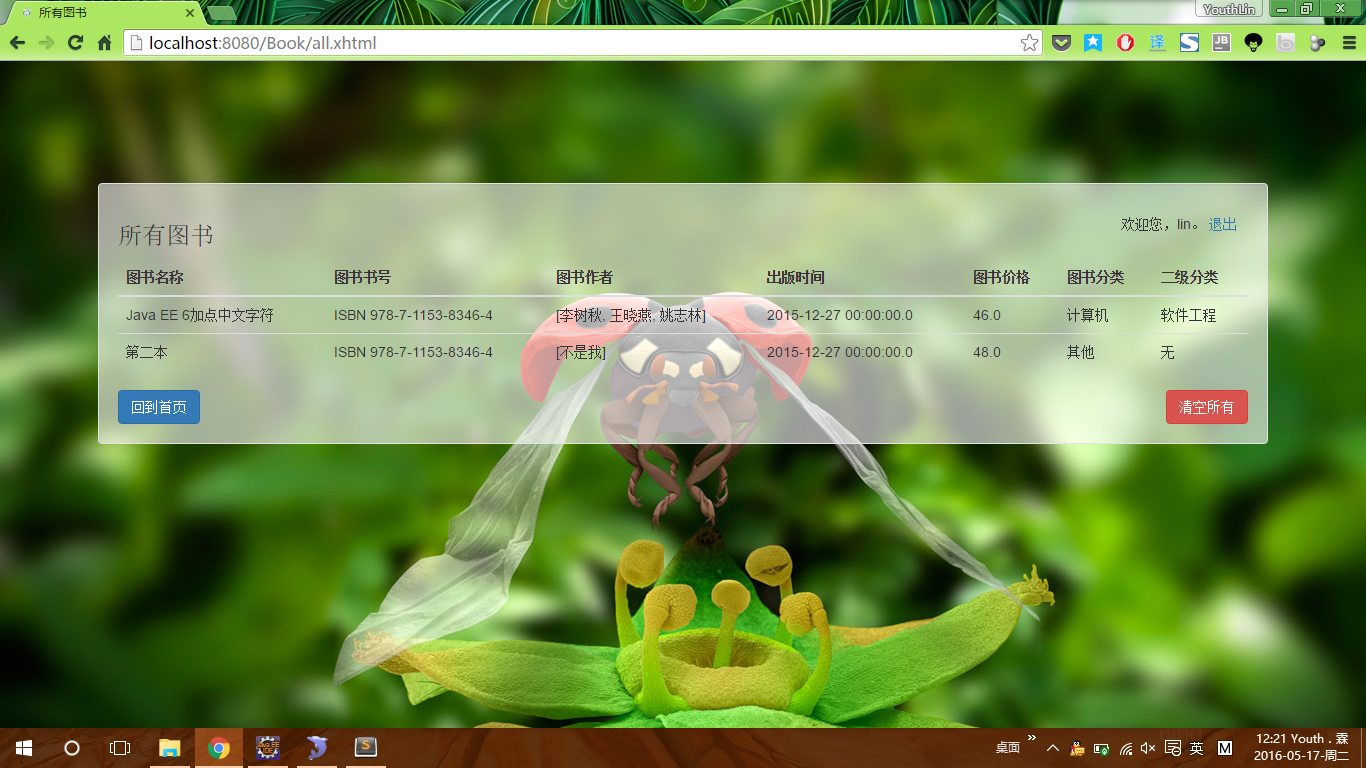 所有图书
YouthLin
localhost:8080/Book/all.xhtml
译
JB
欢迎您，lin。 退出
所有图书
图书名称 图书书号 图书作者 出版时间 图书价格 图书分类 二级分类
Java EE 6加点中文字符 ISBN 978-7-1153-8346-4 [李树秋, 王晓燕, 姚志林] 2015-12-27 00:00:00.0 46.0 计算机 软件工程
第二本 ISBN 978-7-1153-8346-4 [不是我] 2015-12-27 00:00:00.0 48.0 其他 无
回到首页 清空所有
桌面 英 M 12:21 Youth . 霖
2016-05-17-周二